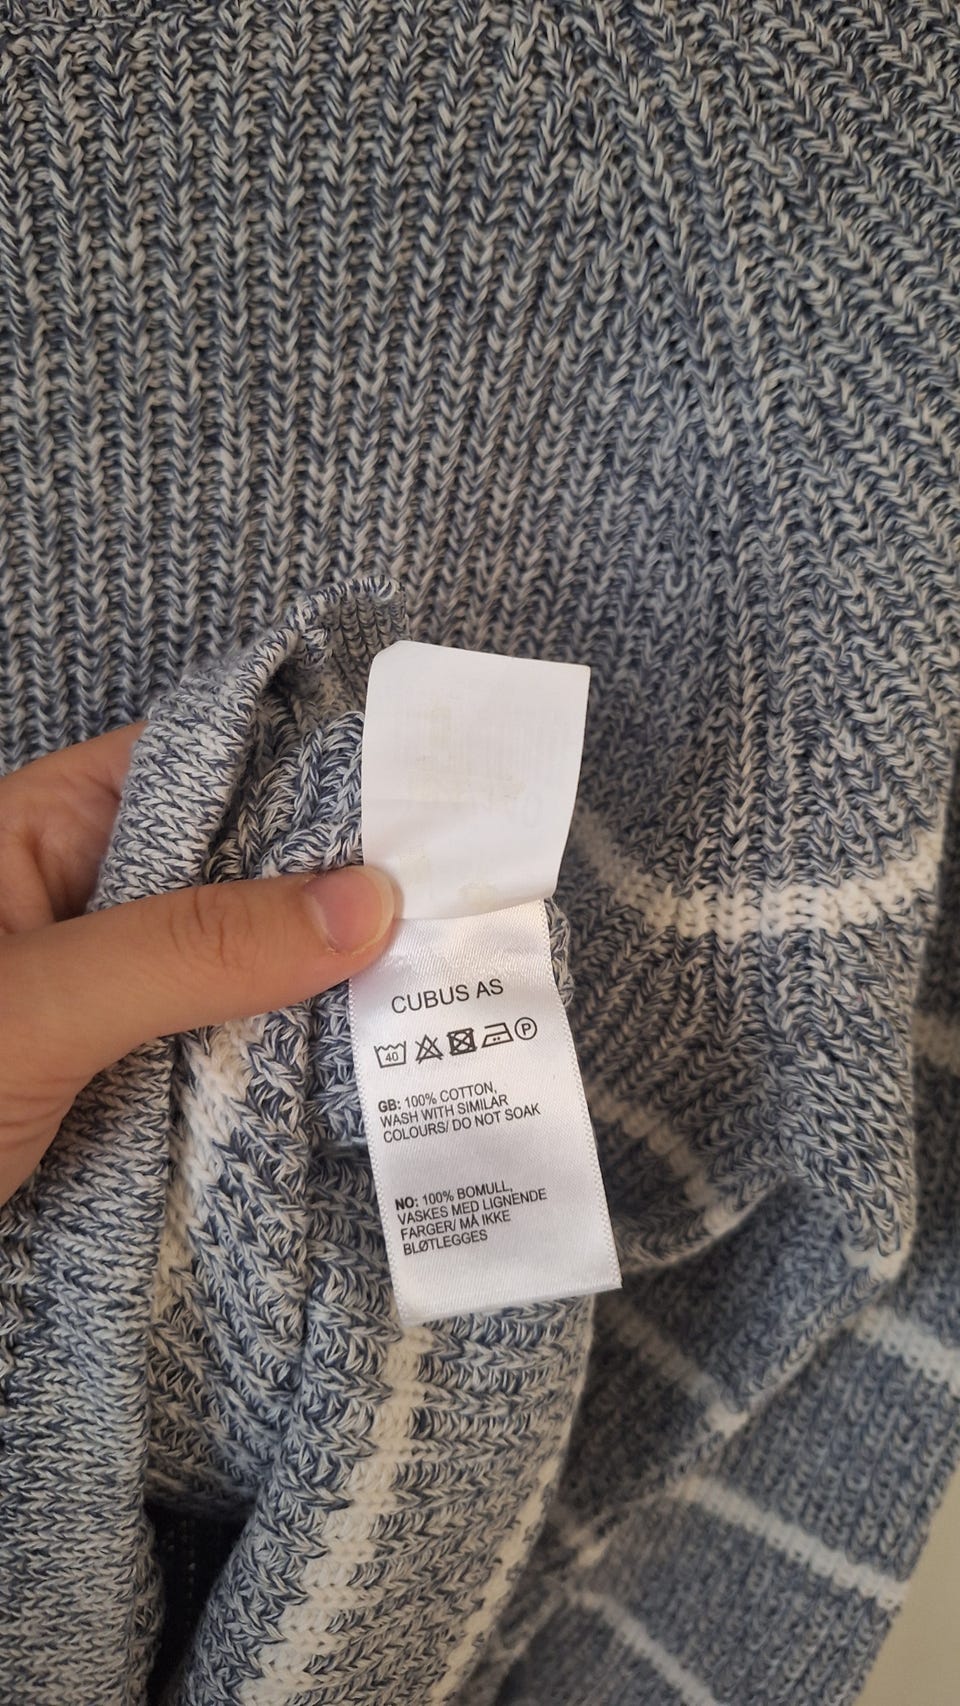 CUBUS AS
40
P
GB: 100% COTTON,
WASH WITH SIMILAR
COLOURS/ DO NOT SOAK
NO: 100% BOMULL,
VASKES MED LIGNENDE
FARGER/ MÅ IKKE
BLØTLEGGES